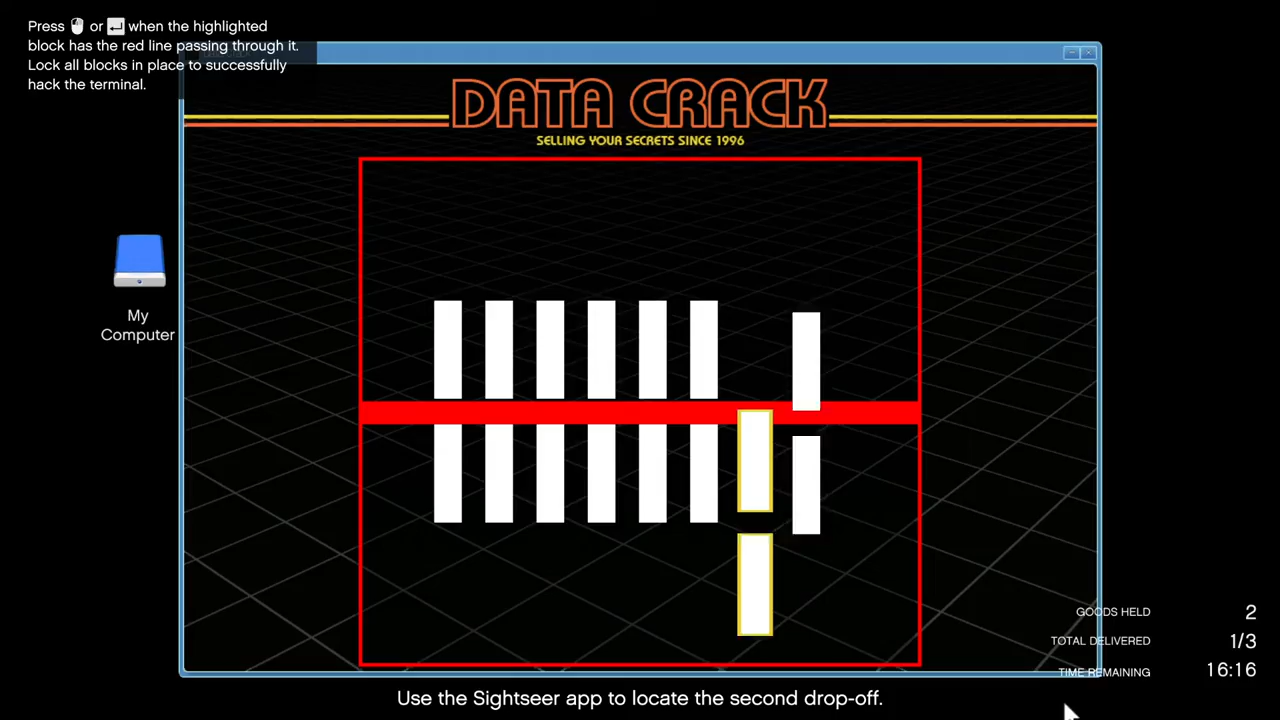 Press or when the highlighted
block has the red line passing through it.
Lock all blocks in place to successfully
hack the terminal.
DATA CRACK
SELLING YOUR SECRETS SINCE 1996
My
Computer
GOODS HELD 2
TOTAL DELIVERED 1/3
TIME REMAINING 16:16
Use the Sightseer app to locate the second drop-off.